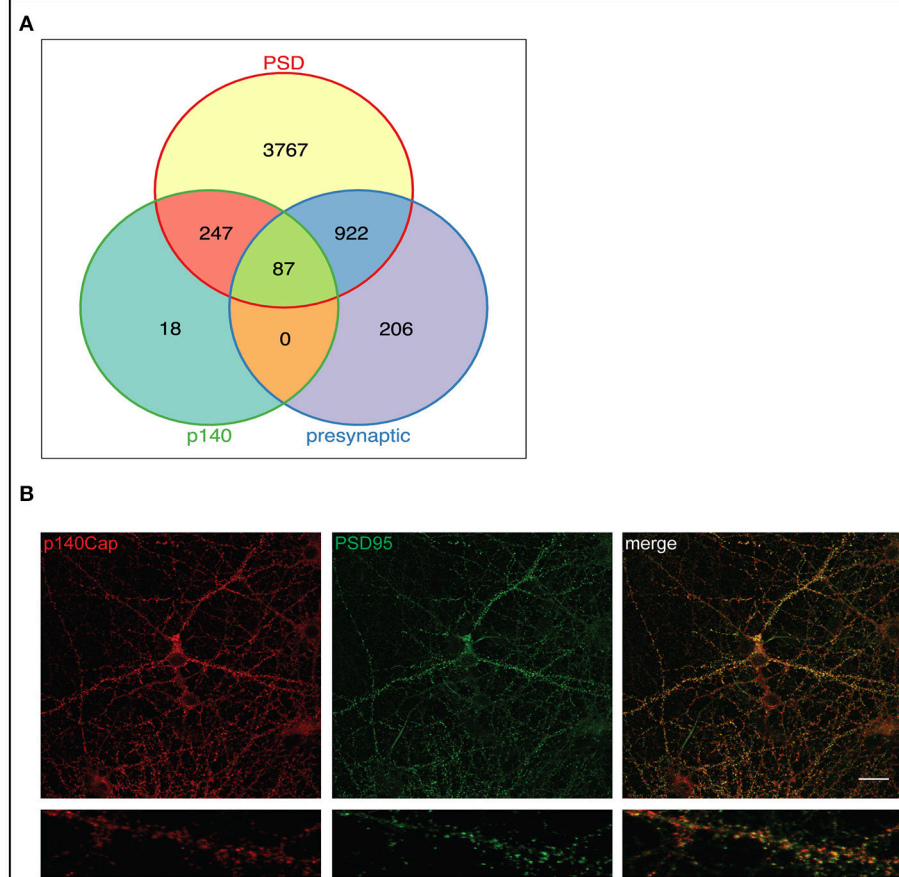 A
PSD
3767
247
922
87
18
0
206
p140
presynaptic
B
p140Cap
PSD95
merge